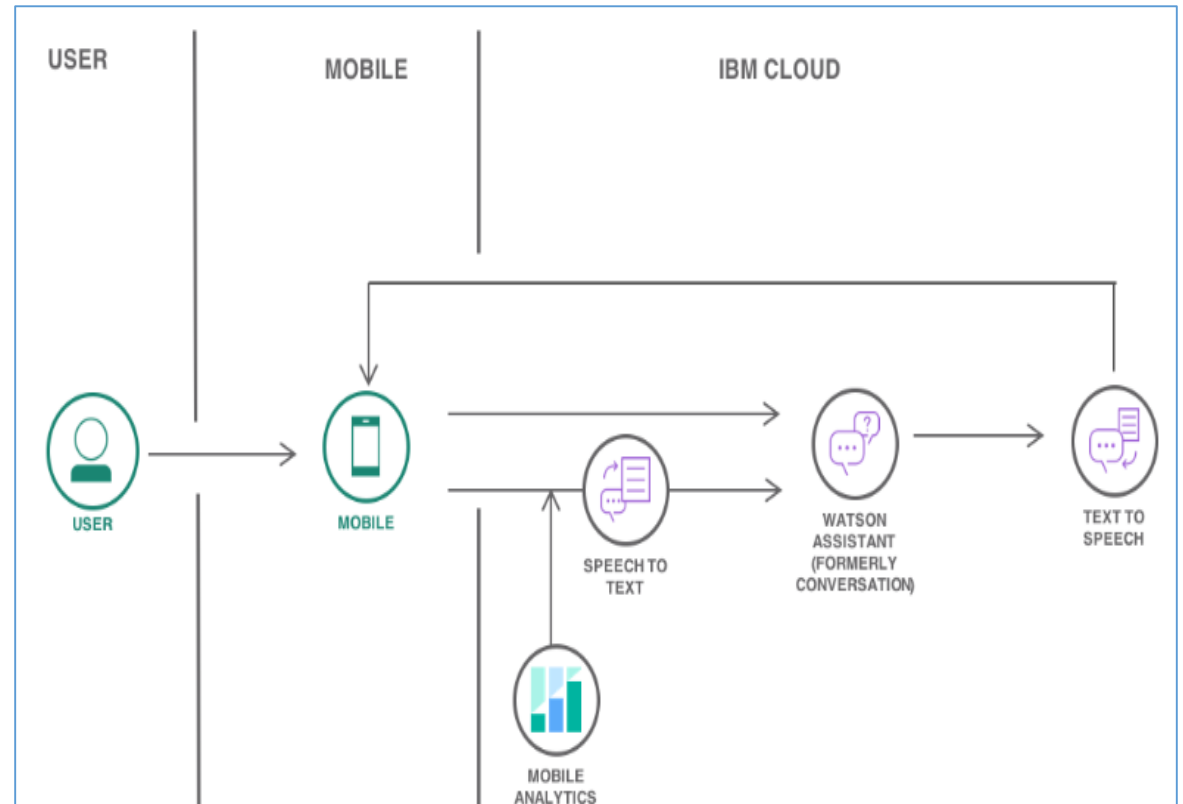 USER
MOBILE
IBM CLOUD
?
USER
MOBILE
SPEECH TO
TEXT
WATSON
ASSISTANT
(FORMERLY
CONVERSATION)
TEXT TO
SPEECH
MOBILE
ANALYTICS